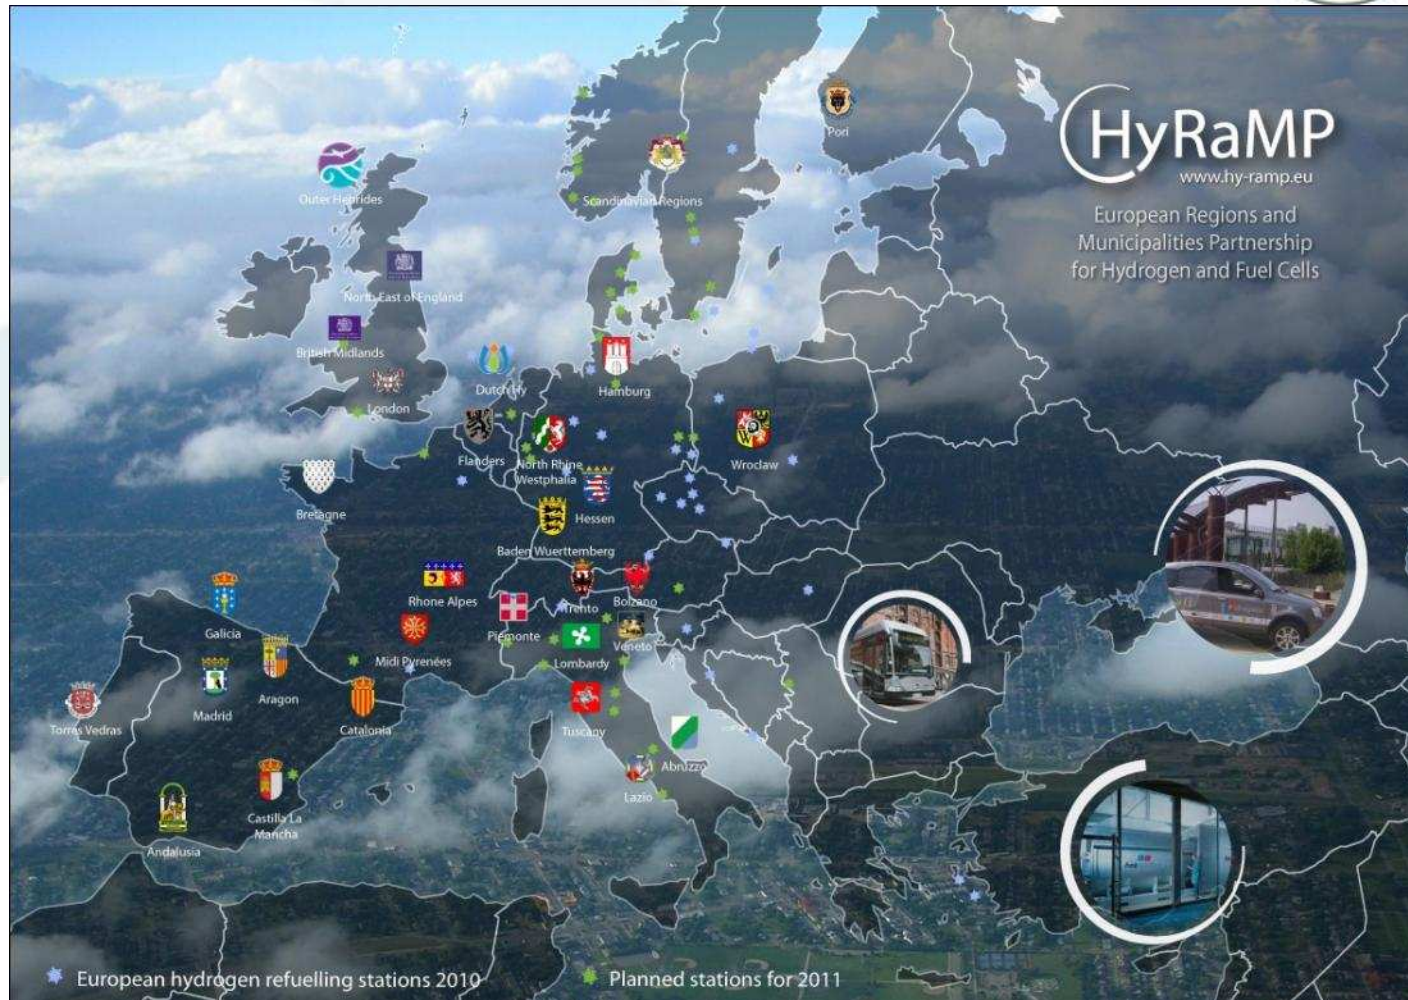 HyRaMP
www.hy-ramp.eu
European Regions and
Municipalities Partnership
for Hydrogen and Fuel Cells
Pori
Outer Hebrides
Scandinavian Regions
North East of England
British Midlands
London
Dutch Hy
Hamburg
Flanders
North Rhine
Westphalia
Wroclaw
Hessen
Bretagne
Baden Wuerttemberg
Rhone Alpes
Trento
Bolzano
Galicia
Piemonte
Midi Pyrenées
Lombardy
Veneto
Aragon
Madrid
Torres Vedras
Catalonia
Tuscany
Abruzzo
Lazio
Castilla La
Mancha
Andalusia
European hydrogen refuelling stations 2010
Planned stations for 2011